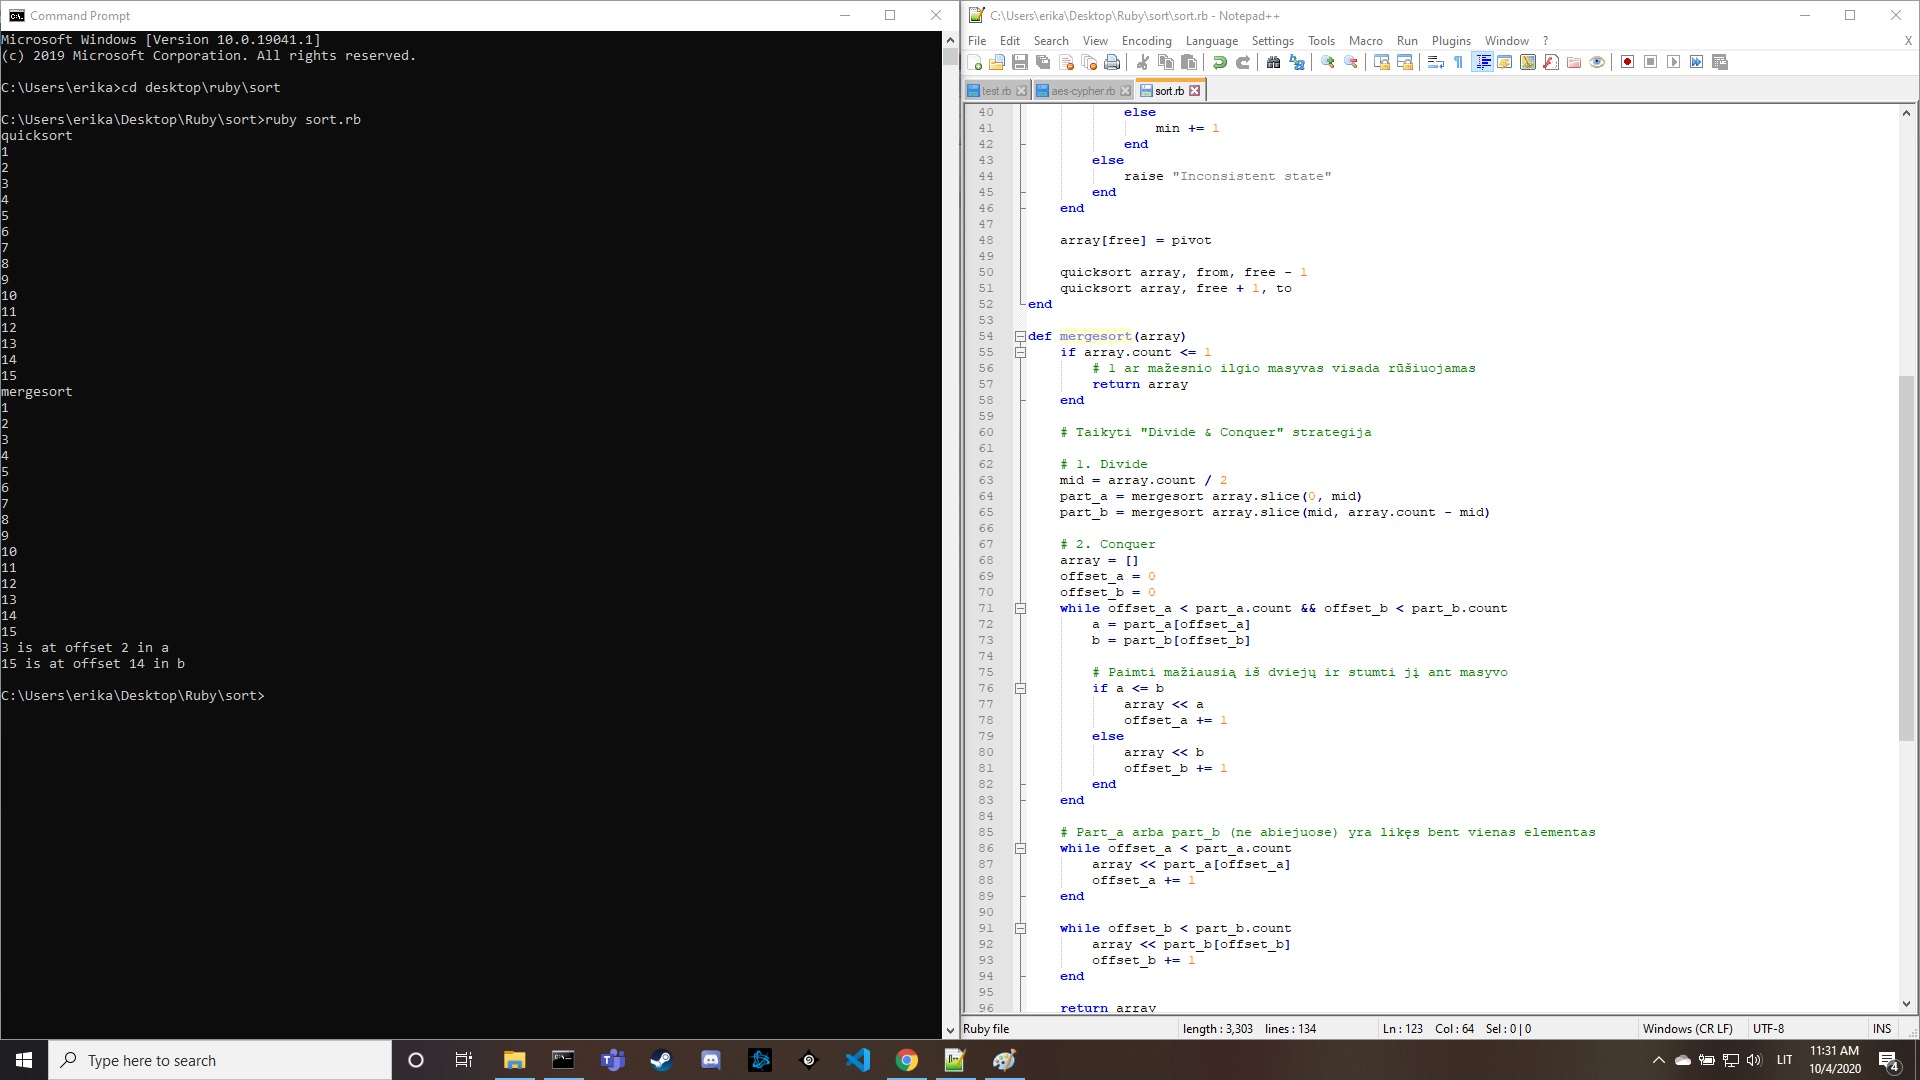 Command Prompt
Microsoft Windows [Version 10.0.19041.1]
(c) 2019 Microsoft Corporation. All rights reserved.
C:\Users\erika>cd desktop\ruby\sort
C:\Users\erika\Desktop\Ruby\sort>ruby sort.rb
quicksort
1
2
3
4
5
6
7
8
9
10
11
12
13
14
15
mergesort
1
2
3
4
5
6
7
8
9
10
11
12
13
14
15
3 is at offset 2 in a
15 is at offset 14 in b
C:\Users\erika\Desktop\Ruby\sort>
C:\Users\erika\Desktop\Ruby\sort\sort.rb - Notepad++
File Edit Search View Encoding Language Settings Tools Macro Run Plugins Window ? X
test.rb aes-cypher.rb sort.rb
40 else
41 min += 1
42 end
43 else
44 raise "Inconsistent state"
45 end
46 end
47
48 array[free] = pivot
49
50 quicksort array, from, free - 1
51 quicksort array, free + 1, to
52 end
53
54 def mergesort(array)
55 if array.count <= 1
56 # 1 ar mažesnio ilgio masyvas visada rūšiuojamas
57 return array
58 end
59
60 # Taikyti "Divide & Conquer" strategija
61
62 # 1. Divide
63 mid = array.count / 2
64 part_a = mergesort array.slice(0, mid)
65 part_b = mergesort array.slice(mid, array.count - mid)
66
67 # 2. Conquer
68 array = []
69 offset_a = 0
70 offset_b = 0
71 while offset_a < part_a.count && offset_b < part_b.count
72 a = part_a[offset_a]
73 b = part_b[offset_b]
74
75 # Paimti mažiausią iš dviejų ir stumti jį ant masyvo
76 if a <= b
77 array << a
78 offset_a += 1
79 else
80 array << b
81 offset_b += 1
82 end
83 end
84
85 # Part_a arba part_b (ne abiejuose) yra likęs bent vienas elementas
86 while offset_a < part_a.count
87 array << part_a[offset_a]
88 offset_a += 1
89 end
90
91 while offset_b < part_b.count
92 array << part_b[offset_b]
93 offset_b += 1
94 end
95
96 return array
Ruby file length : 3,303 lines : 134 Ln : 123 Col : 64 Sel : 0 | 0 Windows (CR LF) UTF-8 INS
Type here to search
LIT
11:31 AM
10/4/2020
4